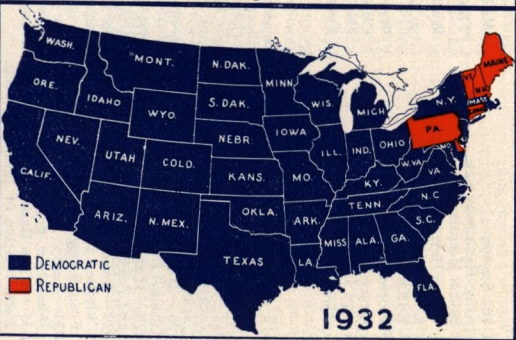 WASH.
MONT.
N.DAK.
MINN.
ORE.
IDAHO
WYO.
S. DAK.
WIS.
MICH.
N.Y.
VT.
N.H.
MAINE
MASS.
NEV.
UTAH
COLO.
NEBR.
IOWA
ILL.
IND.
OHIO
PA.
MD.
W.VA.
VA.
CALIF.
ARIZ.
N.MEX.
KANS.
MO.
KY.
TENN.
N.C.
S.C.
OKLA.
ARK.
MISS
ALA.
GA.
TEXAS
LA.
FLA.
DEMOCRATIC
REPUBLICAN
1932